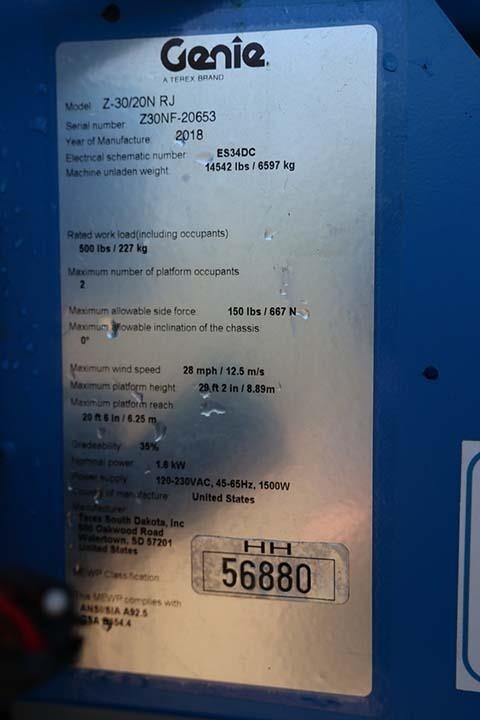 Genie
A TEREX BRAND
Model Z-30/20N RJ
Serial number Z30NF-20653
Year of Manufacture 2018
Electrical schematic number ES34DC
Machine unladen weight 14542 lbs / 6597 kg
Rated work load(including occupants)
500 lbs / 227 kg
Maximum number of platform occupants
2
Maximum allowable side force 150 lbs / 667 N
Maximum allowable inclination of the chassis
0°
Maximum wind speed 28 mph / 12.5 m/s
Maximum platform height 29 ft 2 in / 8.89m
Maximum platform reach
20 ft 6 in / 6.25 m
Gradeability 35%
Nominal power 1.6 kW
Power supply 120-230VAC, 45-65Hz, 1500W
Country of manufacture United States
Manufacturer
Terex South Dakota, Inc
500 Oakwood Road
Watertown, SD 57201
United States
HH
56880
MEWP Classification
This MEWP complies with
ANSI/SIA A92.5
CSA B354.4